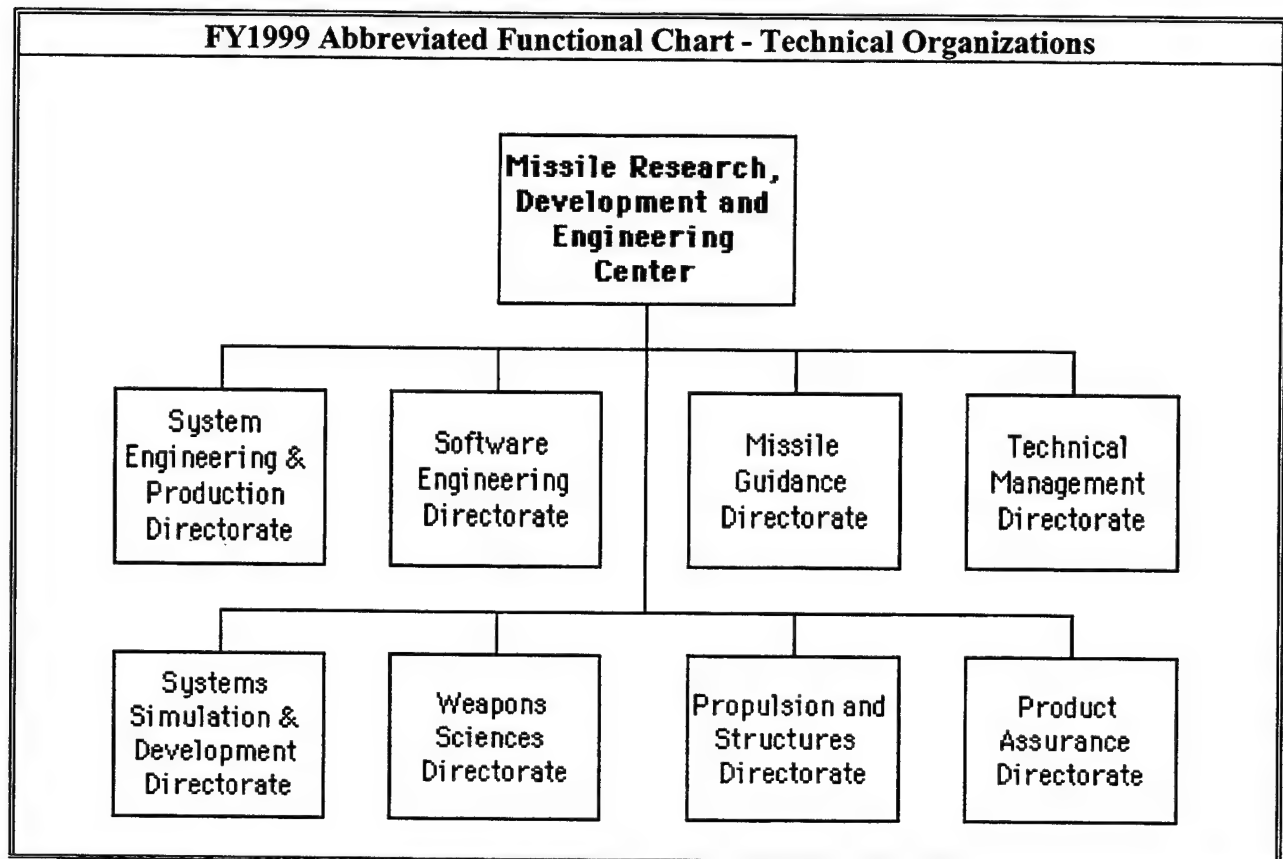 FY1999 Abbreviated Functional Chart - Technical Organizations
Missile Research,
Development and
Engineering
Center
System
Engineering &
Production
Directorate
Software
Engineering
Directorate
Missile
Guidance
Directorate
Technical
Management
Directorate
Systems
Simulation &
Development
Directorate
Weapons
Sciences
Directorate
Propulsion and
Structures
Directorate
Product
Assurance
Directorate